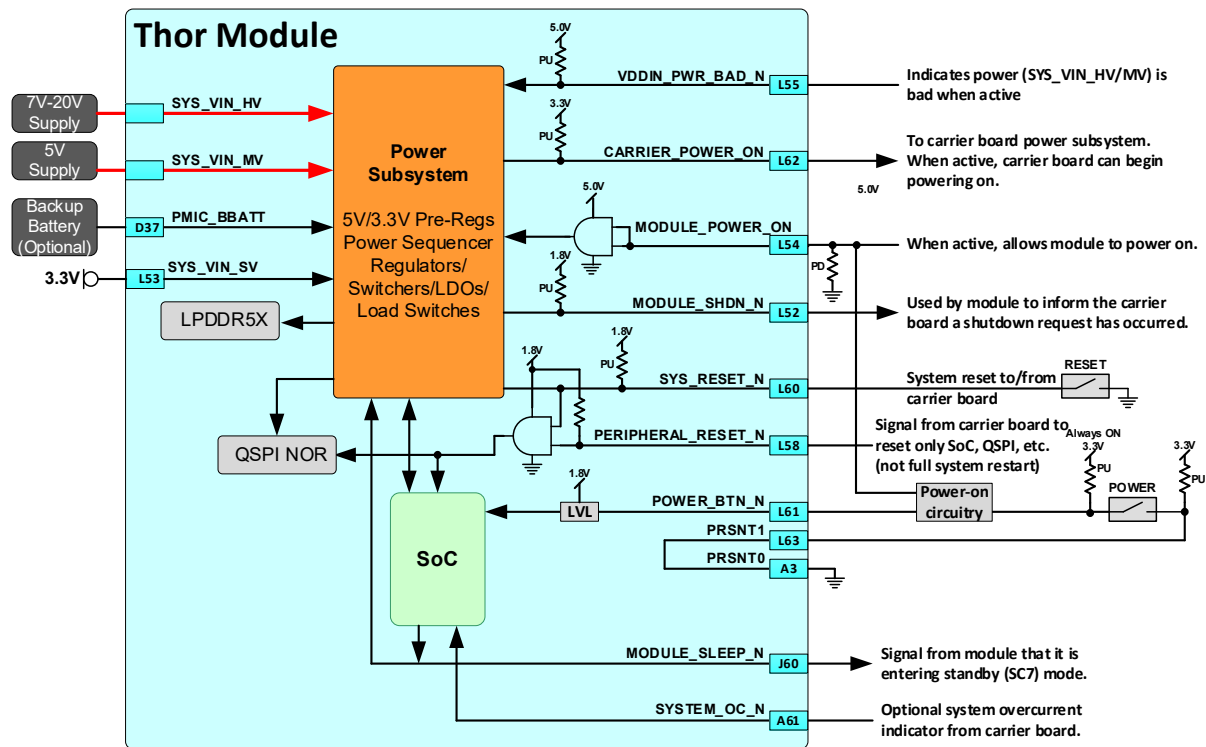 Thor Module
5.0V
PU
VDDIN_PWR_BAD_N
L55
Indicates power (SYS_VIN_HV/MV) is
bad when active
7V-20V
Supply
SYS_VIN_HV
3.3V
PU
CARRIER_POWER_ON
L62
To carrier board power subsystem.
When active, carrier board can begin
powering on.
5.0V
5V
Supply
SYS_VIN_MV
Power
Subsystem
5V/3.3V Pre-Regs
Power Sequencer
Regulators/
Switchers/LDOs/
Load Switches
Backup
Battery
(Optional)
D37
PMIC_BBATT
5.0V
MODULE_POWER_ON
L54
When active, allows module to power on.
PD
3.3V
L53
SYS_VIN_SV
1.8V
PU
MODULE_SHDN_N
L52
Used by module to inform the carrier
board a shutdown request has occurred.
LPDDR5X
1.8V
PU
SYS_RESET_N
L60
System reset to/from
carrier board
RESET
1.8V
PERIPHERAL_RESET_N
L58
Signal from carrier board to
reset only SoC, QSPI, etc.
(not full system restart)
QSPI NOR
Always ON
3.3V
PU
3.3V
PU
1.8V
LVL
POWER_BTN_N
L61
Power-on
circuitry
POWER
SoC
PRSNT1
L63
PRSNT0
A3
MODULE_SLEEP_N
J60
Signal from module that it is
entering standby (SC7) mode.
SYSTEM_OC_N
A61
Optional system overcurrent
indicator from carrier board.